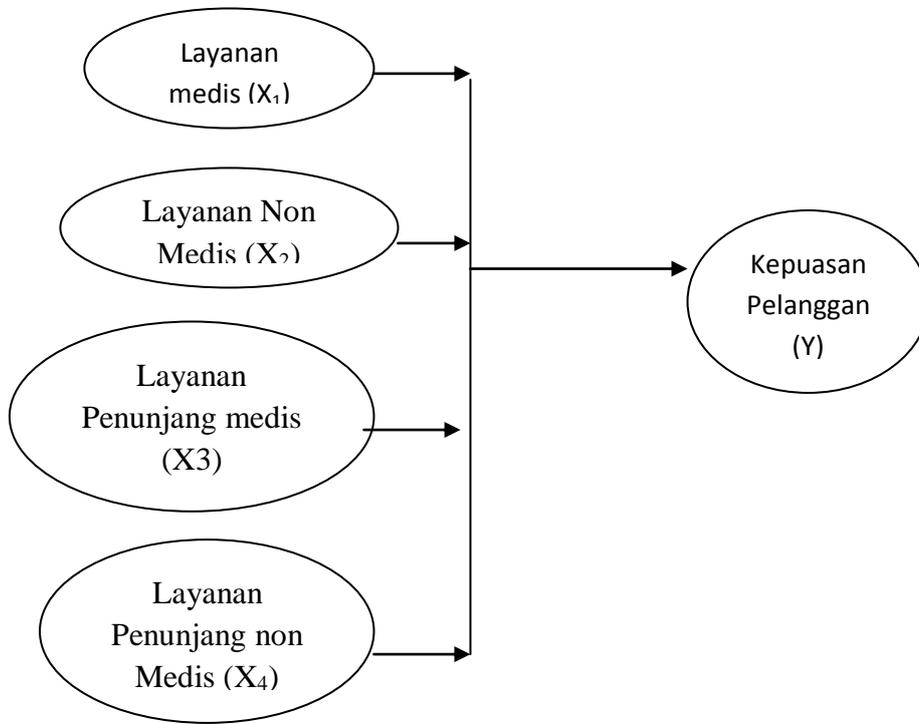 Layanan
medis (X₁)
Layanan Non
Medis (X₂)
Layanan
Penunjang medis
(X3)
Layanan
Penunjang non
Medis (X₄)
Kepuasan
Pelanggan
(Y)